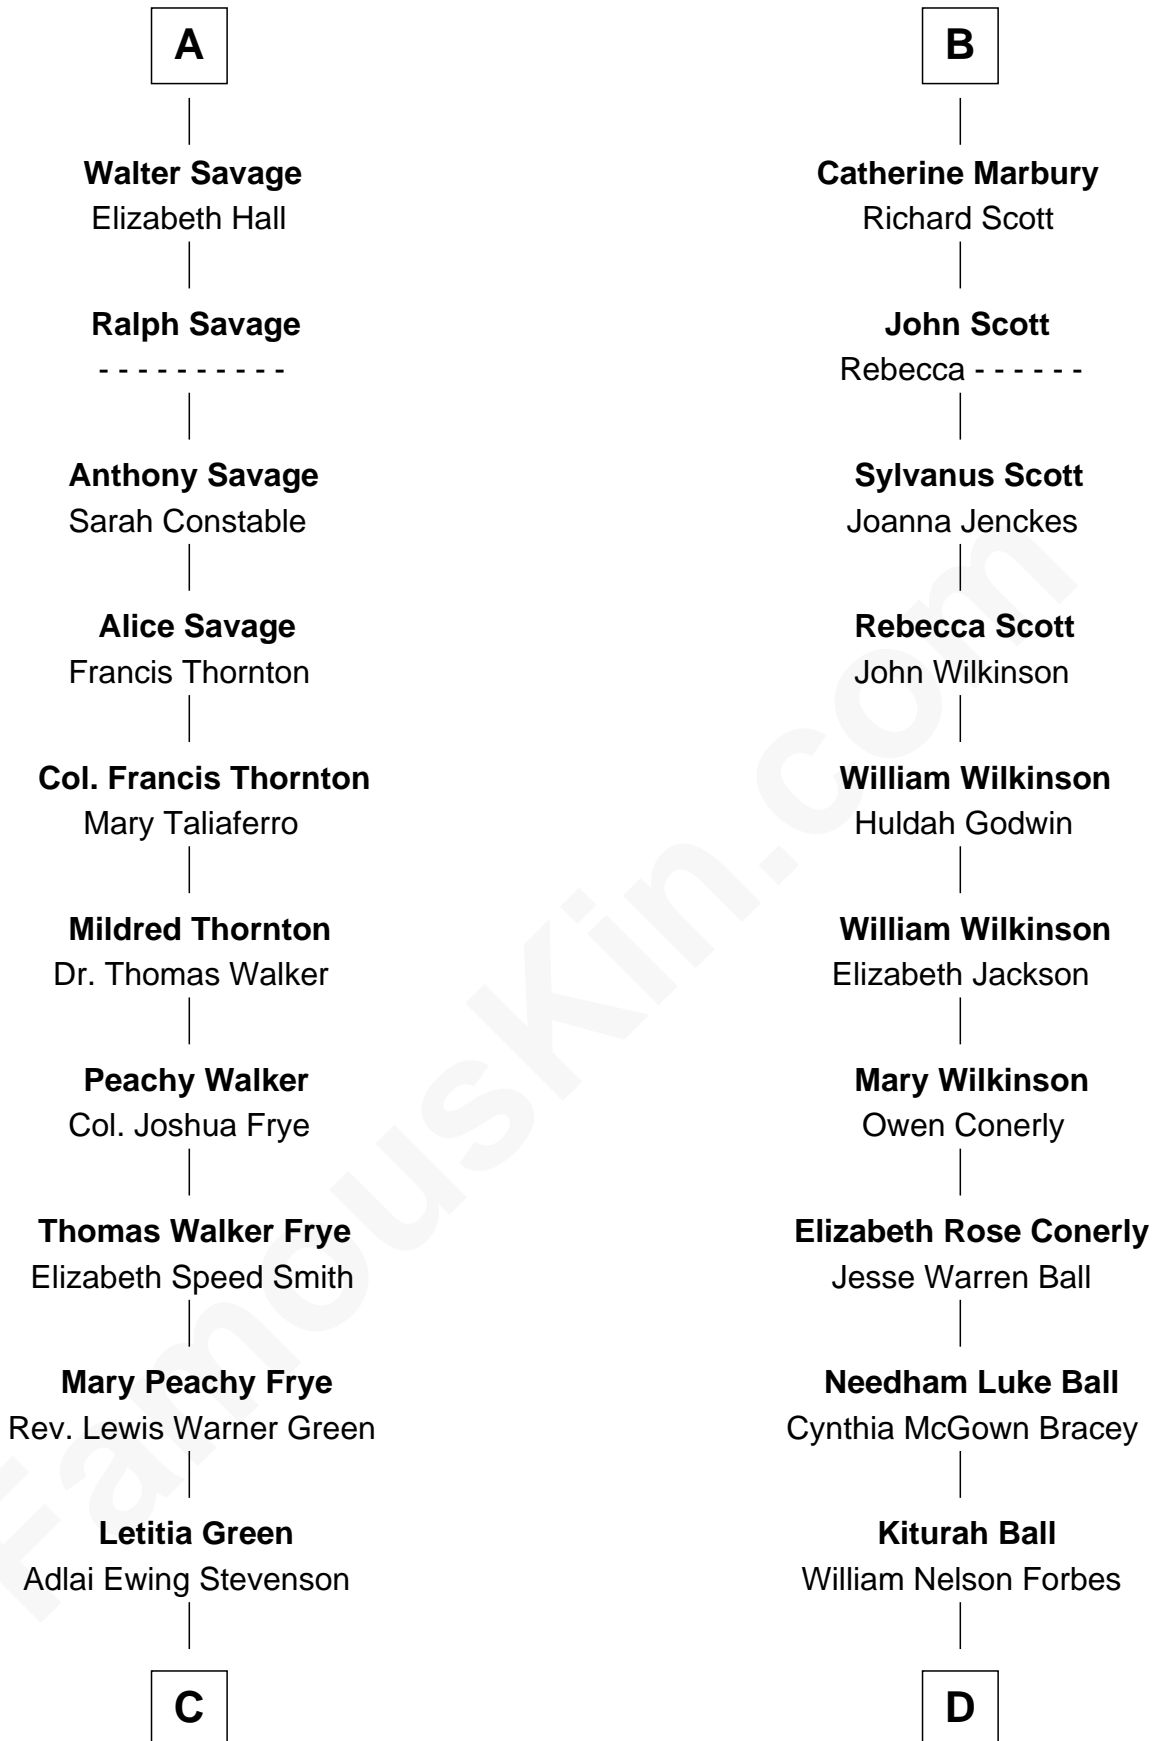 A
Walter Savage
Elizabeth Hall
Ralph Savage
- - - - - - - - - -
Anthony Savage
Sarah Constable
Alice Savage
Francis Thornton
Col. Francis Thornton
Mary Taliaferro
Mildred Thornton
Dr. Thomas Walker
Peachy Walker
Col. Joshua Frye
Thomas Walker Frye
Elizabeth Speed Smith
Mary Peachy Frye
Rev. Lewis Warner Green
Letitia Green
Adlai Ewing Stevenson
C
B
Catherine Marbury
Richard Scott
John Scott
Rebecca - - - - - -
Sylvanus Scott
Joanna Jenckes
Rebecca Scott
John Wilkinson
William Wilkinson
Huldah Godwin
William Wilkinson
Elizabeth Jackson
Mary Wilkinson
Owen Conerly
Elizabeth Rose Conerly
Jesse Warren Ball
Needham Luke Ball
Cynthia McGown Bracey
Kiturah Ball
William Nelson Forbes
D
FamousKin.com